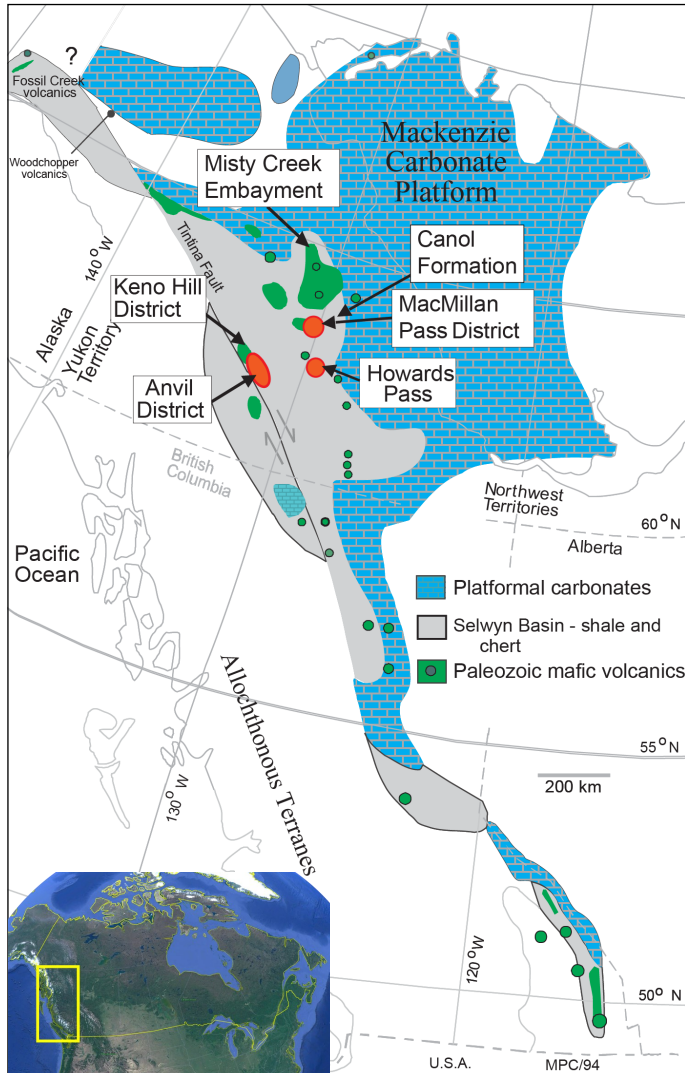 ?
Fossil Creek
volcanics
Woodchopper
volcanics
Mackenzie
Carbonate
Platform
Misty Creek
Embayment
Canol
Formation
MacMillan
Pass District
Howards
Pass
Keno Hill
District
Anvil
District
Tintina Fault
140° W
Alaska
Yukon
Territory
British
Columbia
Northwest
Territories
60° N
Alberta
Pacific
Ocean
Platformal carbonates
Selwyn Basin - shale and
chert
Paleozoic mafic volcanics
Allochthonous Terranes
55° N
200 km
130° W
120° W
50° N
U.S.A.
MPC/94